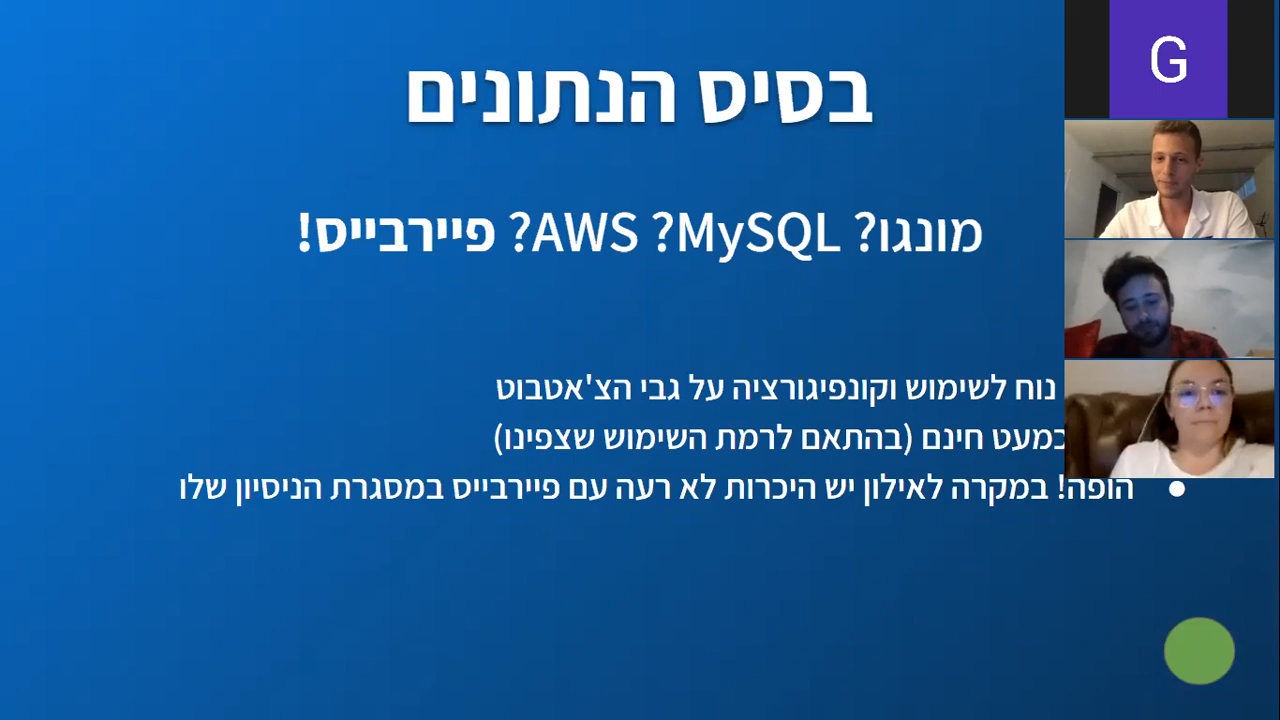 בסיס הנתונים
מונגו? MySQL? AWS? פיירבייס!
נוח לשימוש וקונפיגורציה על גבי הצ'אטבוט
כמעט חינם (בהתאם לרמת השימוש שצפינו)
הופה! במקרה לאילון יש היכרות לא רעה עם פיירבייס במסגרת הניסיון שלו
G